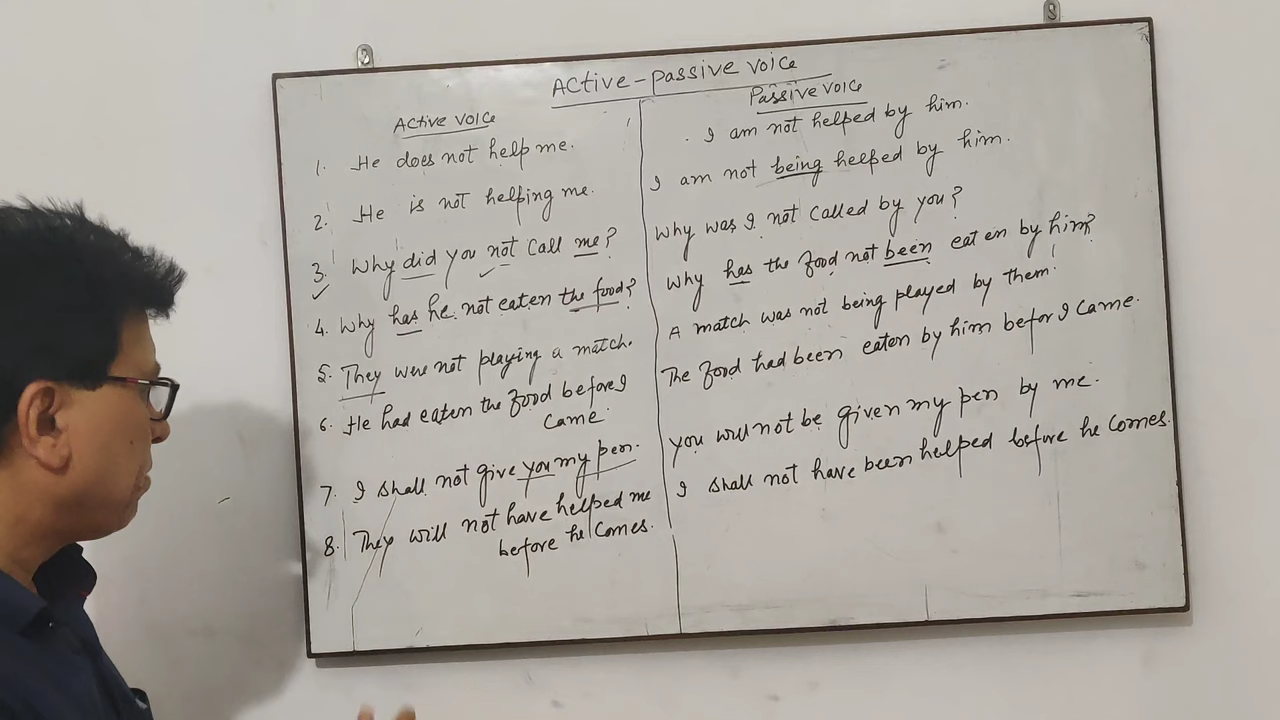 Active-passive voice
Active voice
1. He does not help me.
2. He is not helping me.
3. Why did you not call me?
4. Why has he not eaten the food?
5. They were not playing a match.
6. He had eaten the food before I
came.
7. I shall not give you my pen.
8. They will not have helped me
before he comes.
Passive voice
I am not helped by him.
I am not being helped by him.
Why was I not called by you?
Why has the food not been eaten by him?
A match was not being played by them.
The food had been eaten by him befor I came.
you will not be given my pen by me.
I shall not have been helped before he comes.